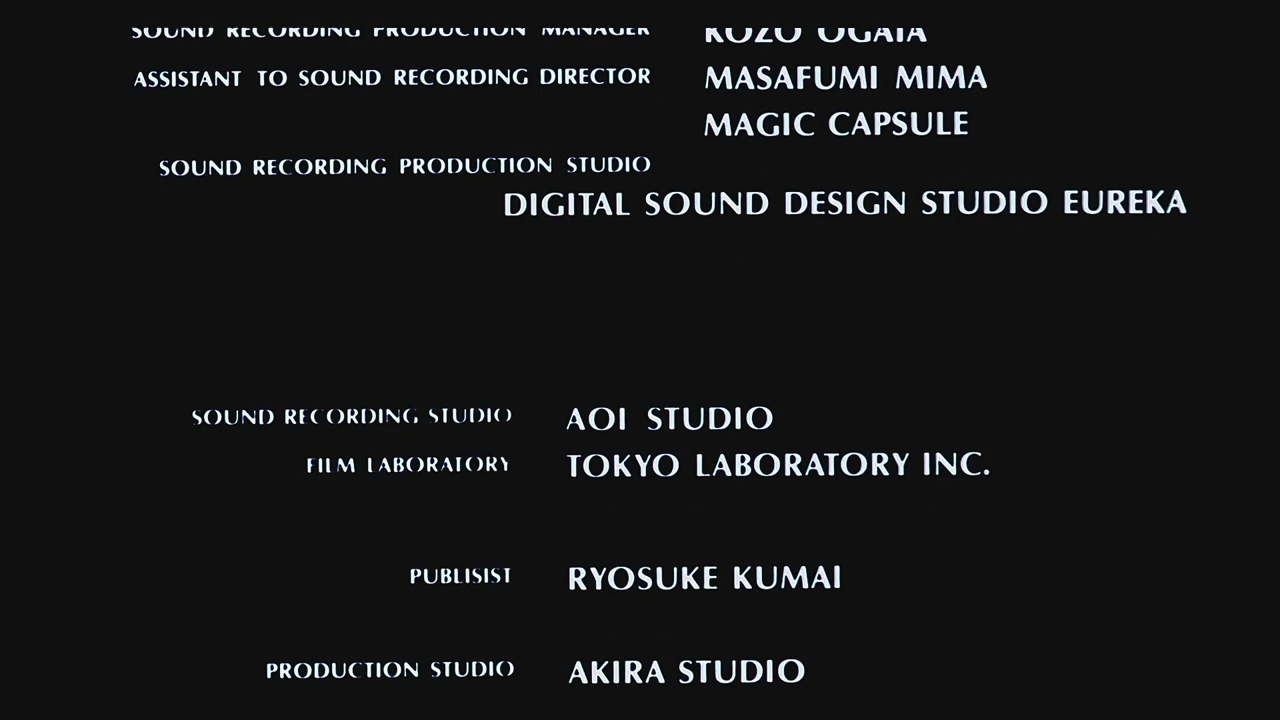 SOUND RECORDING PRODUCTION MANAGER KOZO OGATA
ASSISTANT TO SOUND RECORDING DIRECTOR MASAFUMI MIMA
MAGIC CAPSULE
SOUND RECORDING PRODUCTION STUDIO
DIGITAL SOUND DESIGN STUDIO EUREKA
SOUND RECORDING STUDIO AOI STUDIO
FILM LABORATORY TOKYO LABORATORY INC.
PUBLISIST RYOSUKE KUMAI
PRODUCTION STUDIO AKIRA STUDIO